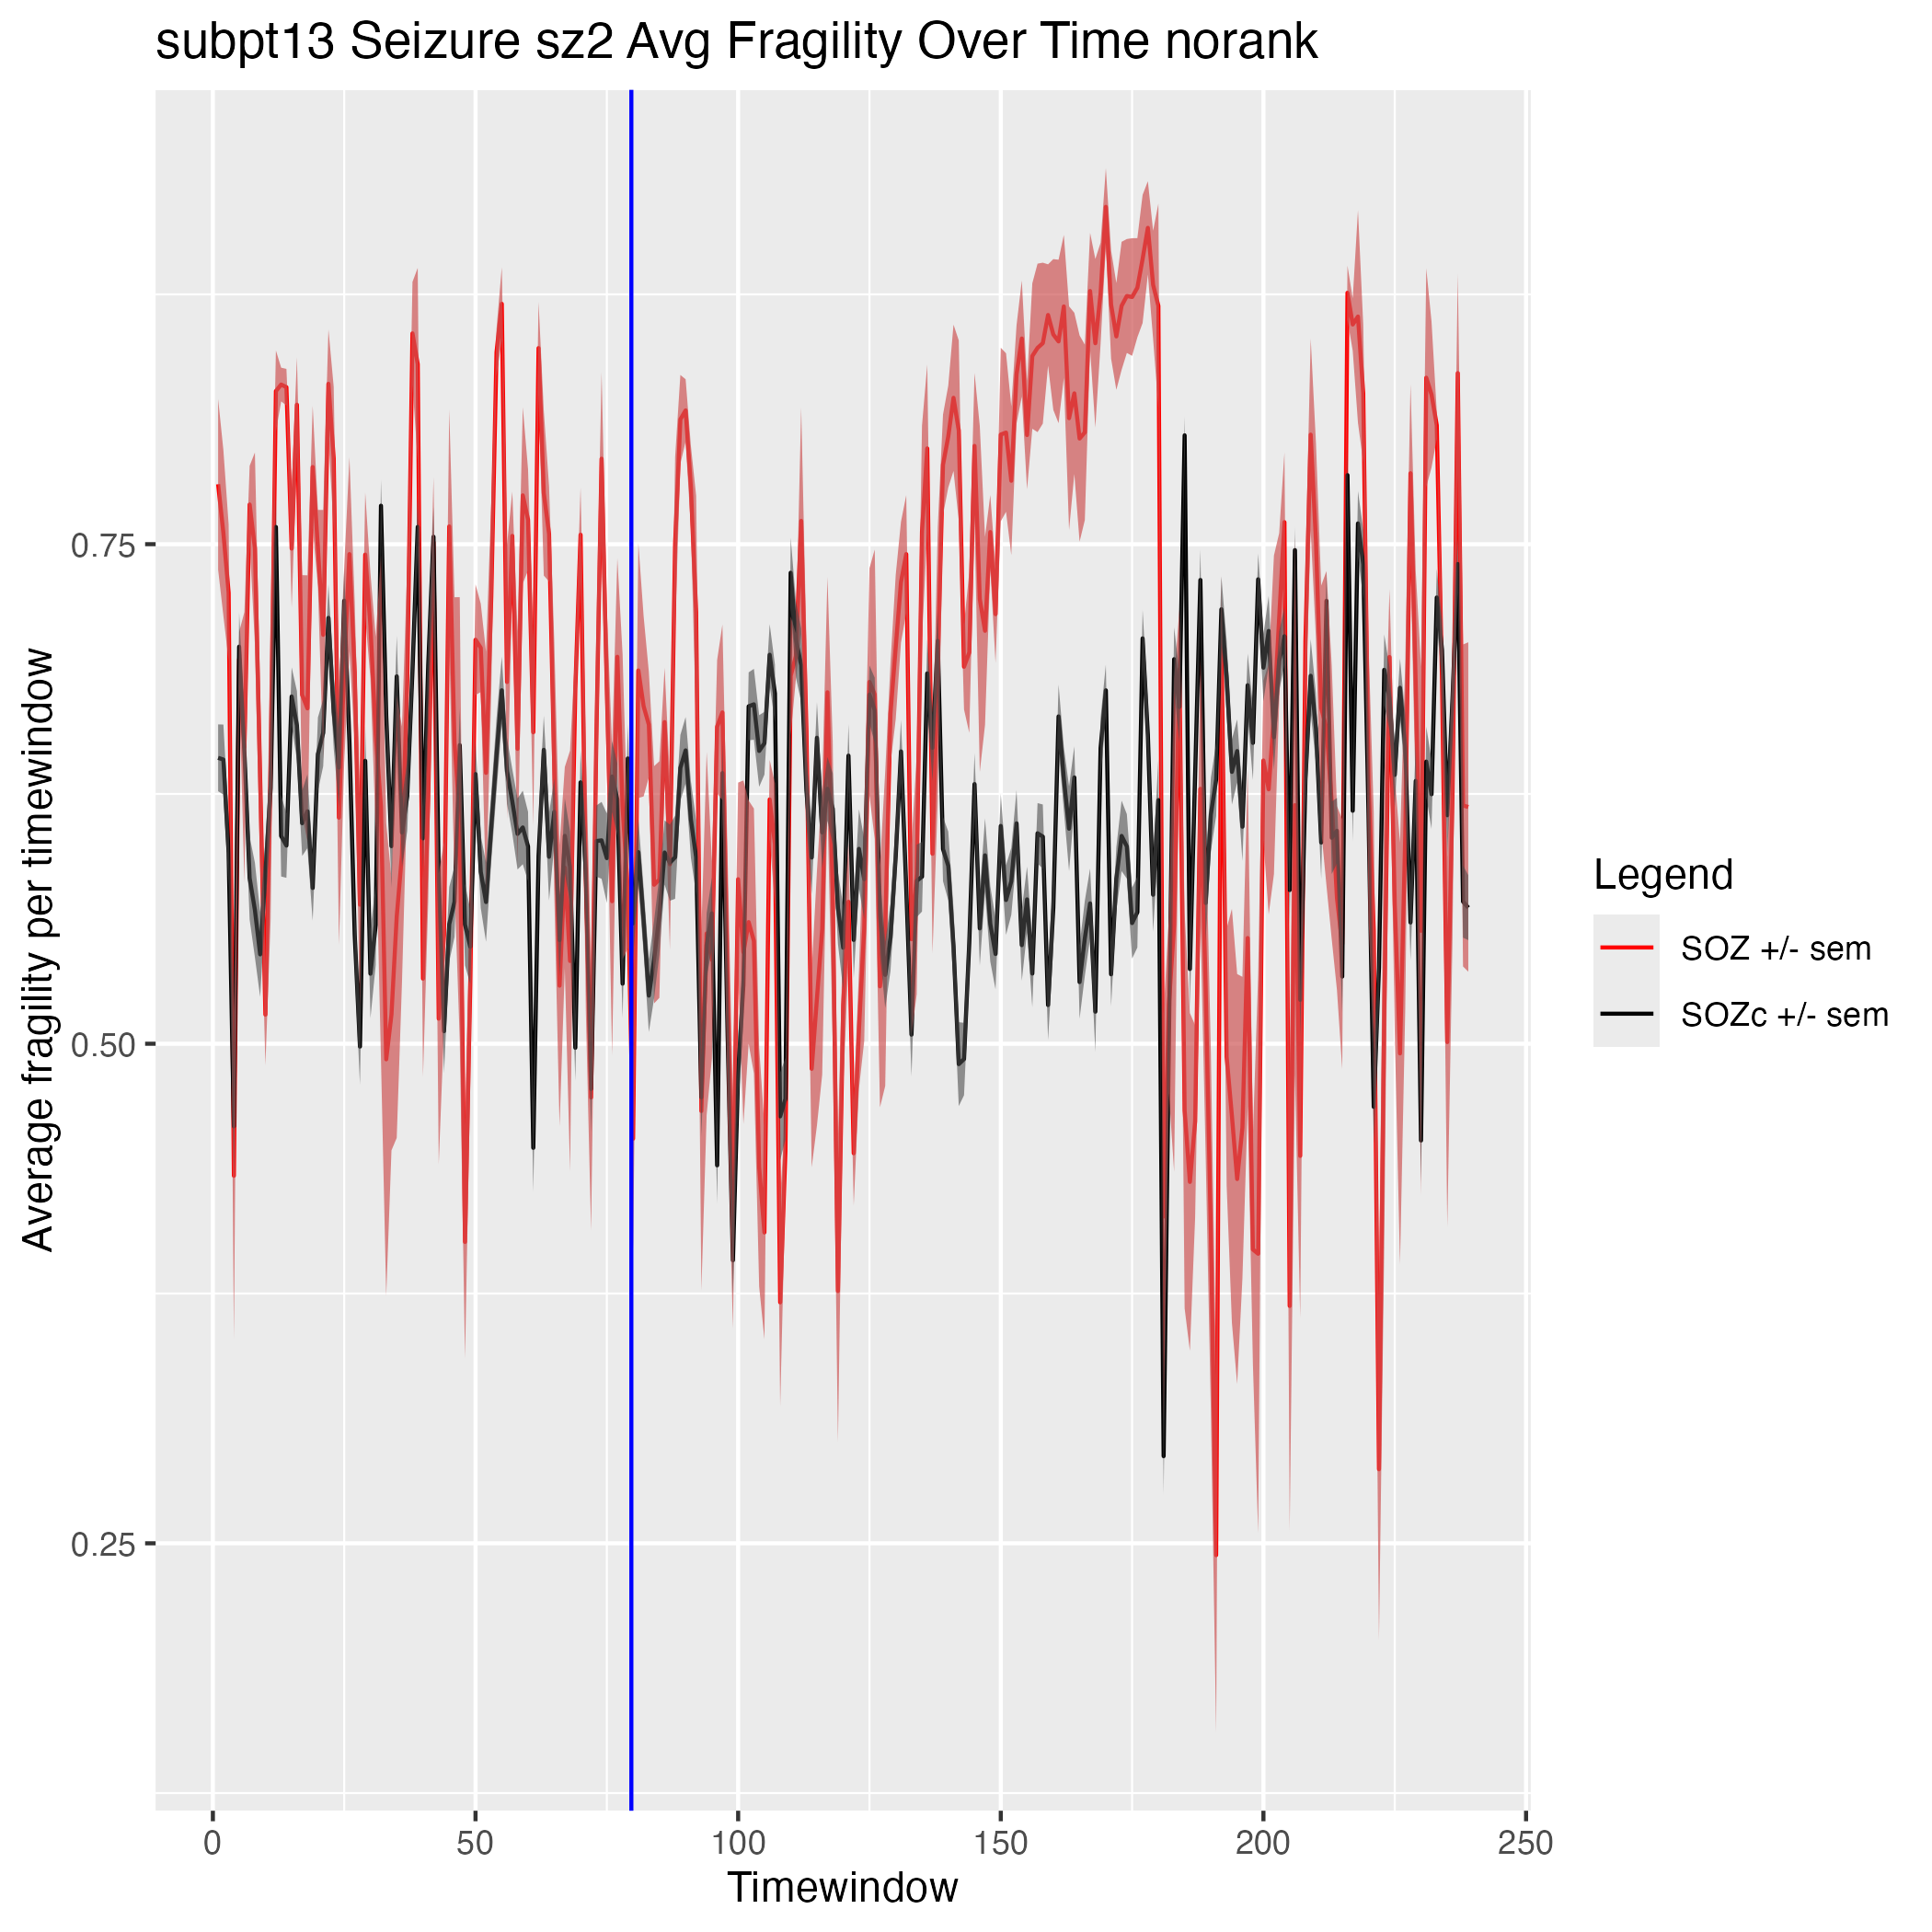 subpt13 Seizure sz2 Avg Fragility Over Time norank
Average fragility per timewindow
0.75
0.50
0.25
0
50
100
150
200
250
Timewindow
Legend
SOZ +/- sem
SOZc +/- sem